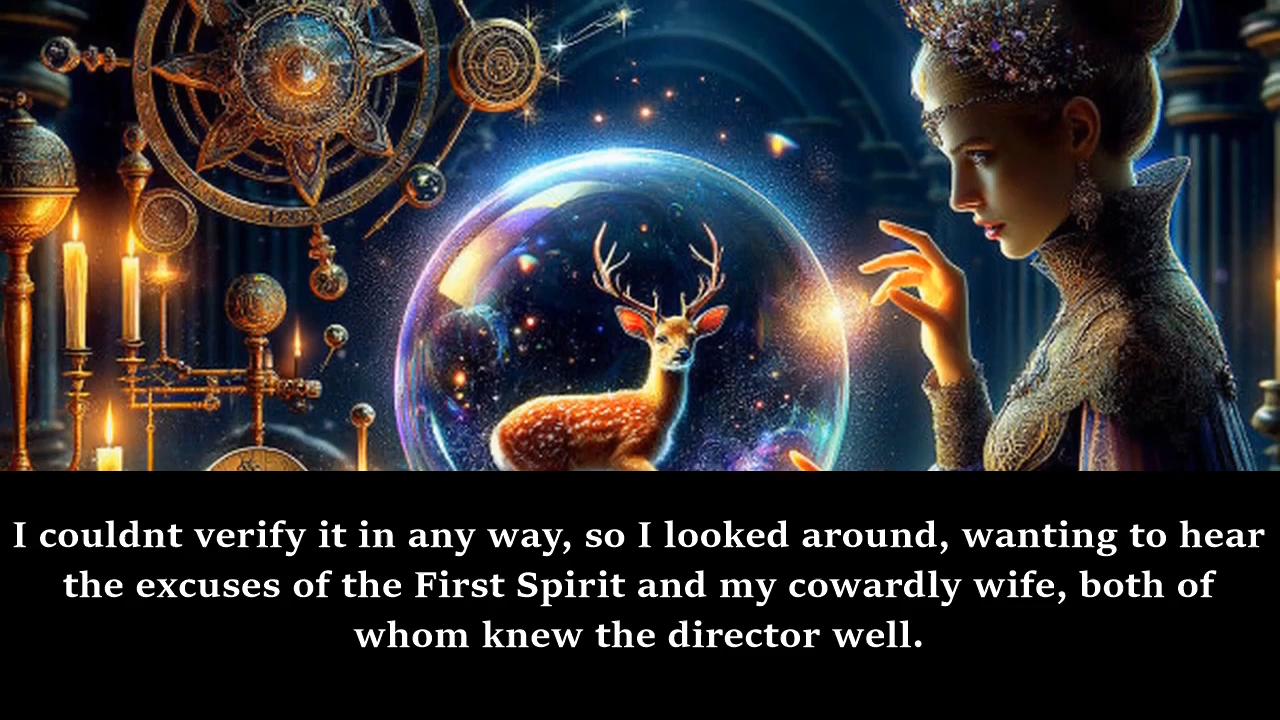 I couldnt verify it in any way, so I looked around, wanting to hear
the excuses of the First Spirit and my cowardly wife, both of
whom knew the director well.